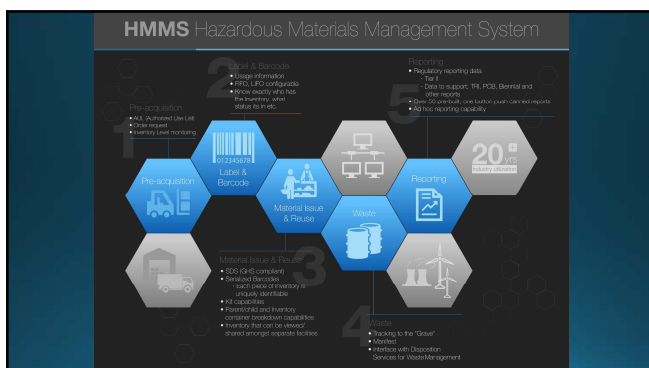 HMMS Hazardous Materials Management System
1
Pre-acquisition
• AUL (Authorized Use List)
• Order request
• Inventory Level monitoring
2
Label & Barcode
• Usage information
• FIFO, LIFO configurable
• Know exactly who has
the Inventory, what
status its in etc.
5
Reporting
• Regulatory reporting data
- Tier II
- Data to support, TRI, PCB, Biennial and
other reports
• Over 50 pre-built, one button push canned reports
• Ad hoc reporting capability
Pre-acquisition
012345678
Label &
Barcode
Material Issue
& Reuse
Waste
Reporting
20+
yrs
Industry utilization
3
Material Issue & Reuse
• SDS (GHS compliant)
• Serialized Barcodes
- Each piece of inventory is
uniquely identifiable
• Kit capabilities
• Parent/child and Inventory
container breakdown capabilities
• Inventory that can be viewed/
shared amongst separate facilities
4
Waste
• Tracking to the "Grave"
• Manifest
• Interface with Disposition
Services for Waste Management